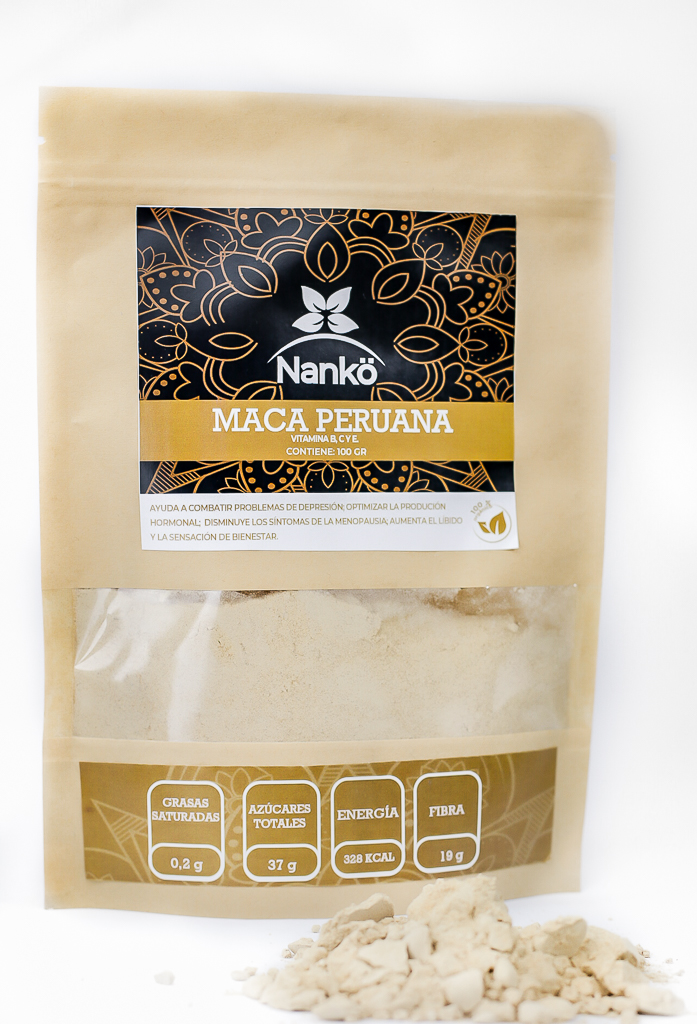 Nankö
MACA PERUANA
VITAMINA B, C Y E.
CONTIENE: 100 GR
AYUDA A COMBATIR PROBLEMAS DE DEPRESIÓN; OPTIMIZAR LA PRODUCIÓN
HORMONAL; DISMINUYE LOS SÍNTOMAS DE LA MENOPAUSIA; AUMENTA EL LÍBIDO
Y LA SENSACIÓN DE BIENESTAR.
100
GRASAS
SATURADAS
0,2 g
AZÚCARES
TOTALES
37 g
ENERGÍA
328 KCAL
FIBRA
19 g